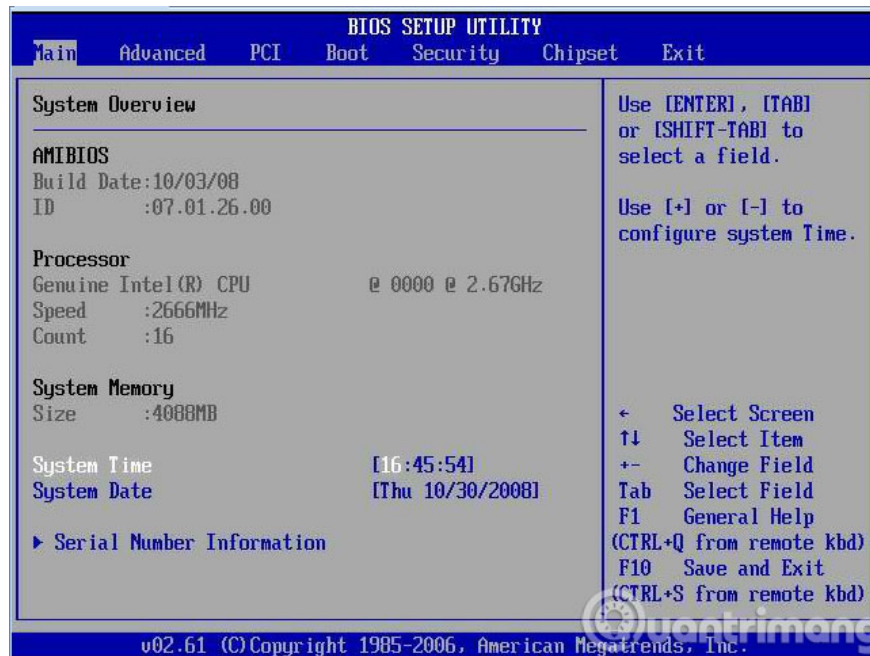 BIOS SETUP UTILITY
Main Advanced PCI Boot Security Chipset Exit
System Overview
AMIBIOS
Build Date:10/03/08
ID :07.01.26.00
Processor
Genuine Intel(R) CPU @ 0000 @ 2.67GHz
Speed :2666MHz
Count :16
System Memory
Size :4088MB
System Time [16:45:54]
System Date [Thu 10/30/2008]
▶ Serial Number Information
Use [ENTER], [TAB]
or [SHIFT-TAB] to
select a field.
Use [+] or [-] to
configure system Time.
← Select Screen
↑↓ Select Item
+- Change Field
Tab Select Field
F1 General Help
(CTRL+Q from remote kbd)
F10 Save and Exit
(CTRL+S from remote kbd)
v02.61 (C)Copyright 1985-2006, American Megatrends, Inc.
Quantrimang